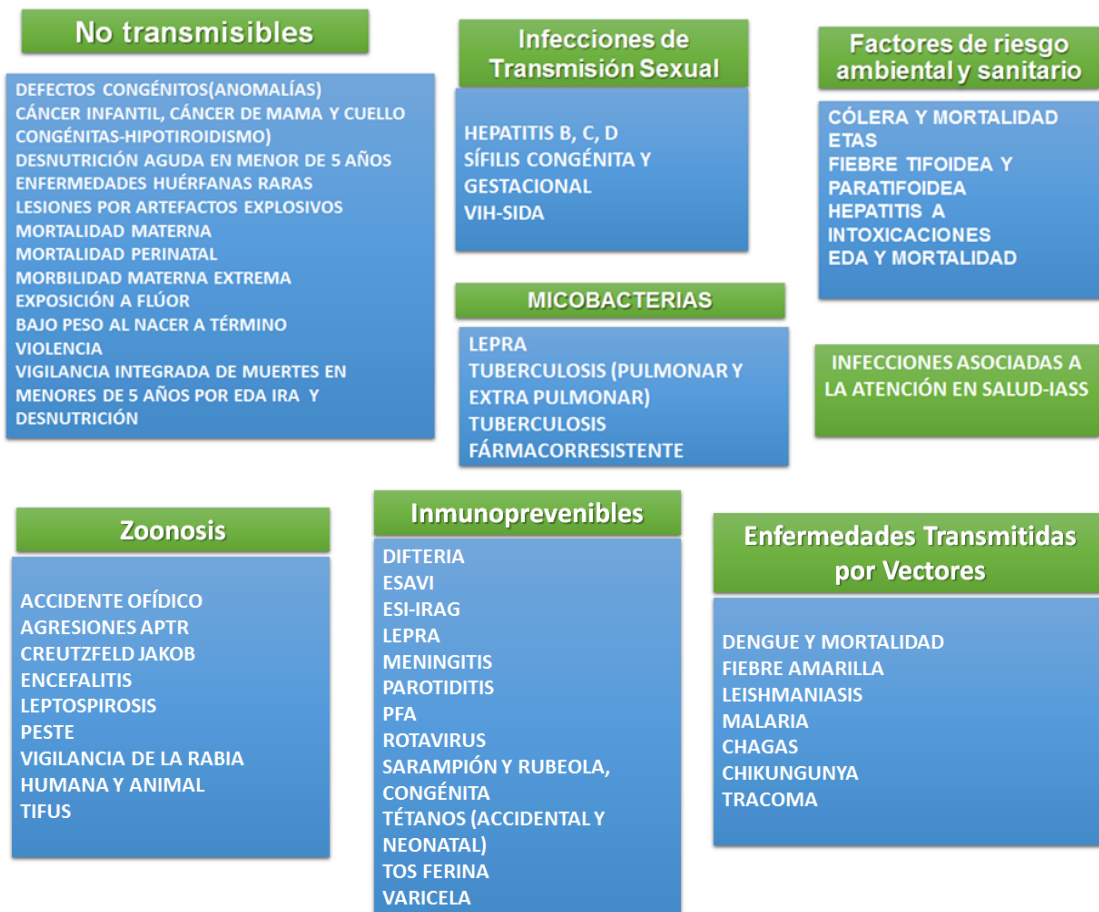 No transmisibles
DEFECTOS CONGÉNITOS(ANOMALÍAS)
CÁNCER INFANTIL, CÁNCER DE MAMA Y CUELLO
CONGÉNITAS-HIPOTIROIDISMO)
DESNUTRICIÓN AGUDA EN MENOR DE 5 AÑOS
ENFERMEDADES HUÉRFANAS RARAS
LESIONES POR ARTEFACTOS EXPLOSIVOS
MORTALIDAD MATERNA
MORTALIDAD PERINATAL
MORBILIDAD MATERNA EXTREMA
EXPOSICIÓN A FLÚOR
BAJO PESO AL NACER A TÉRMINO
VIOLENCIA
VIGILANCIA INTEGRADA DE MUERTES EN
MENORES DE 5 AÑOS POR EDA IRA Y
DESNUTRICIÓN
Infecciones de
Transmisión Sexual
HEPATITIS B, C, D
SÍFILIS CONGÉNITA Y
GESTACIONAL
VIH-SIDA
Factores de riesgo
ambiental y sanitario
CÓLERA Y MORTALIDAD
ETAS
FIEBRE TIFOIDEA Y
PARATIFOIDEA
HEPATITIS A
INTOXICACIONES
EDA Y MORTALIDAD
MICOBACTERIAS
LEPRA
TUBERCULOSIS (PULMONAR Y
EXTRA PULMONAR)
TUBERCULOSIS
FÁRMACORRESISTENTE
INFECCIONES ASOCIADAS A
LA ATENCIÓN EN SALUD-IASS
Zoonosis
ACCIDENTE OFÍDICO
AGRESIONES APTR
CREUTZFELD JAKOB
ENCEFALITIS
LEPTOSPIROSIS
PESTE
VIGILANCIA DE LA RABIA
HUMANA Y ANIMAL
TIFUS
Inmunoprevenibles
DIFTERIA
ESAVI
ESI-IRAG
LEPRA
MENINGITIS
PAROTIDITIS
PFA
ROTAVIRUS
SARAMPIÓN Y RUBEOLA,
CONGÉNITA
TÉTANOS (ACCIDENTAL Y
NEONATAL)
TOS FERINA
VARICELA
Enfermedades Transmitidas
por Vectores
DENGUE Y MORTALIDAD
FIEBRE AMARILLA
LEISHMANIASIS
MALARIA
CHAGAS
CHIKUNGUNYA
TRACOMA